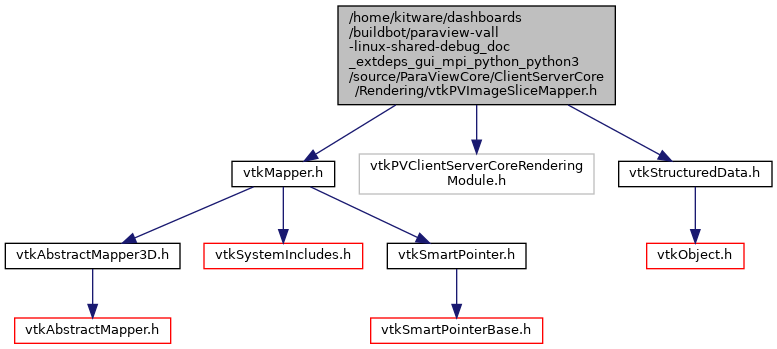 /home/kitware/dashboards
/buildbot/paraview-vall
-linux-shared-debug_doc
_extdeps_gui_mpi_python_python3
/source/ParaViewCore/ClientServerCore
/Rendering/vtkPVImageSliceMapper.h
vtkMapper.h
vtkPVClientServerCoreRendering
Module.h
vtkStructuredData.h
vtkAbstractMapper3D.h
vtkSystemIncludes.h
vtkSmartPointer.h
vtkObject.h
vtkAbstractMapper.h
vtkSmartPointerBase.h